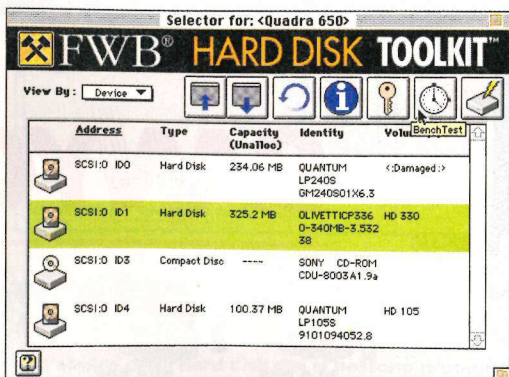 Selector for: <Quadra 650>
FWB® HARD DISK TOOLKIT™
View By: Device
BenchTest
Address Type Capacity (Unalloc) Identity
SCSI:0 ID0 Hard Disk 234.06 MB QUANTUM <:Damaged:>
LP240S
GM240S01X6.3
SCSI:0 ID1 Hard Disk 325.2 MB OLIVETTICP336 HD 330
0-340MB-3.532
38
SCSI:0 ID3 Compact Disc ---- SONY CD-ROM
CDU-8003A1.9a
SCSI:0 ID4 Hard Disk 100.37 MB QUANTUM HD 105
LP105S
9101094052.8
?